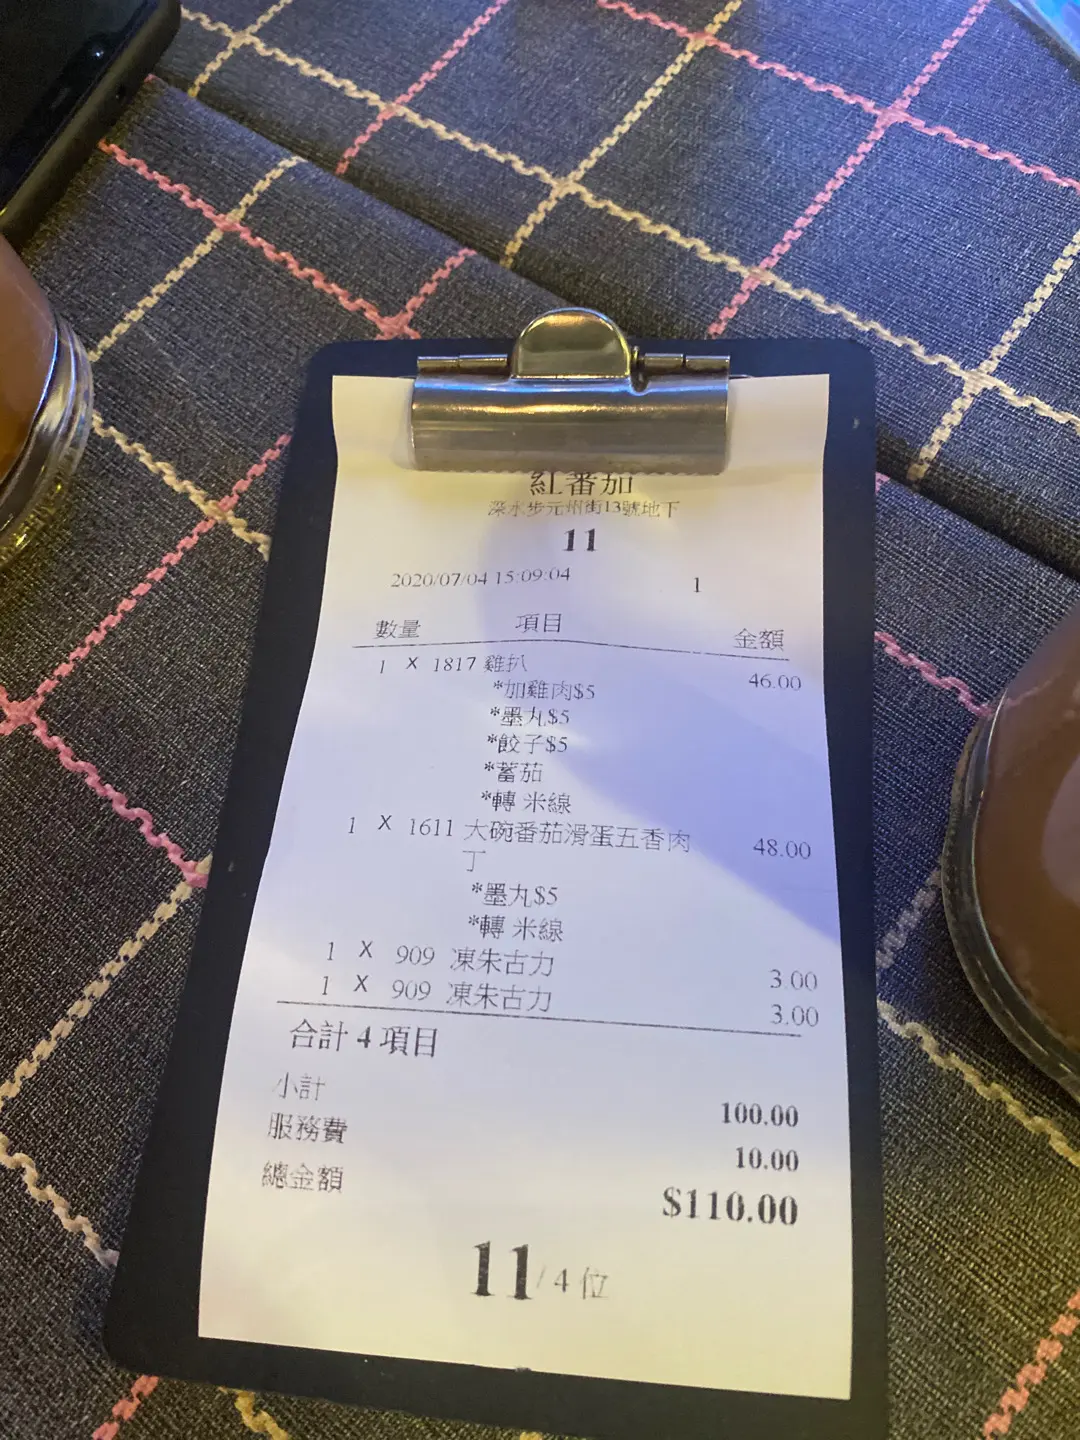 紅番茄
深水步元州街13號地下
11
2020/07/04 15:09:04 1
數量 項目 金額
1 X 1817 雞扒 46.00
*加雞肉$5
*墨丸$5
*餃子$5
*蕃茄
*轉 米線
1 X 1611 大碗番茄滑蛋五香肉 48.00
丁
*墨丸$5
*轉 米線
1 X 909 凍朱古力 3.00
1 X 909 凍朱古力 3.00
合計 4 項目
小計 100.00
服務費 10.00
總金額 $110.00
11 / 4 位